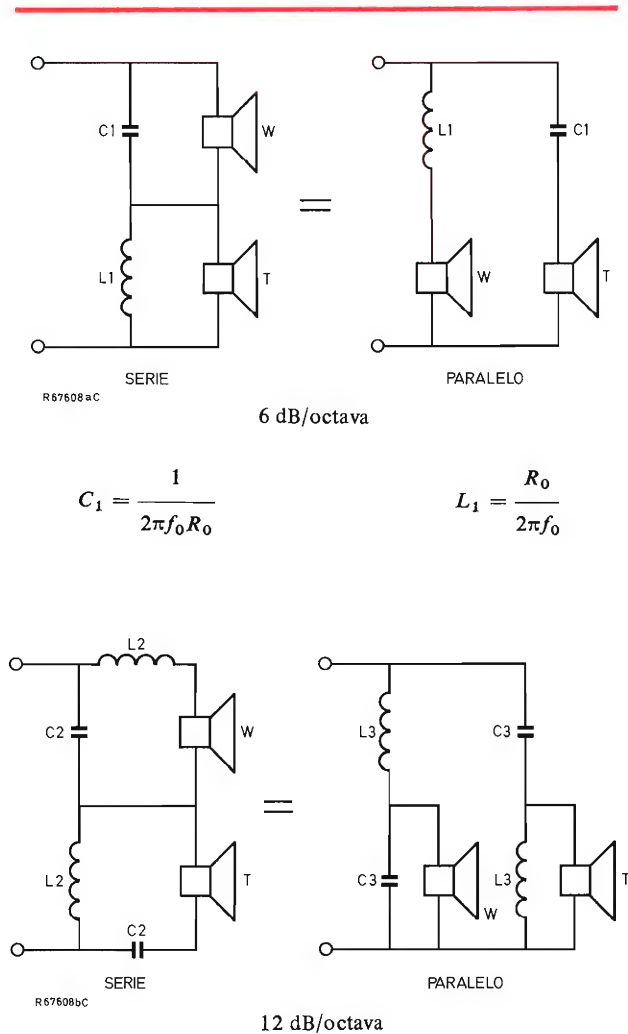 C1
W
L1
T
SERIE
R67608aC
=
L1
C1
W
T
PARALELO
6 dB/octava
C₁ = 1 / 2πf₀R₀
L₁ = R₀ / 2πf₀
L2
C2
W
L2
T
C2
SERIE
R67608bC
=
L3
C3
C3
W
L3
T
PARALELO
12 dB/octava